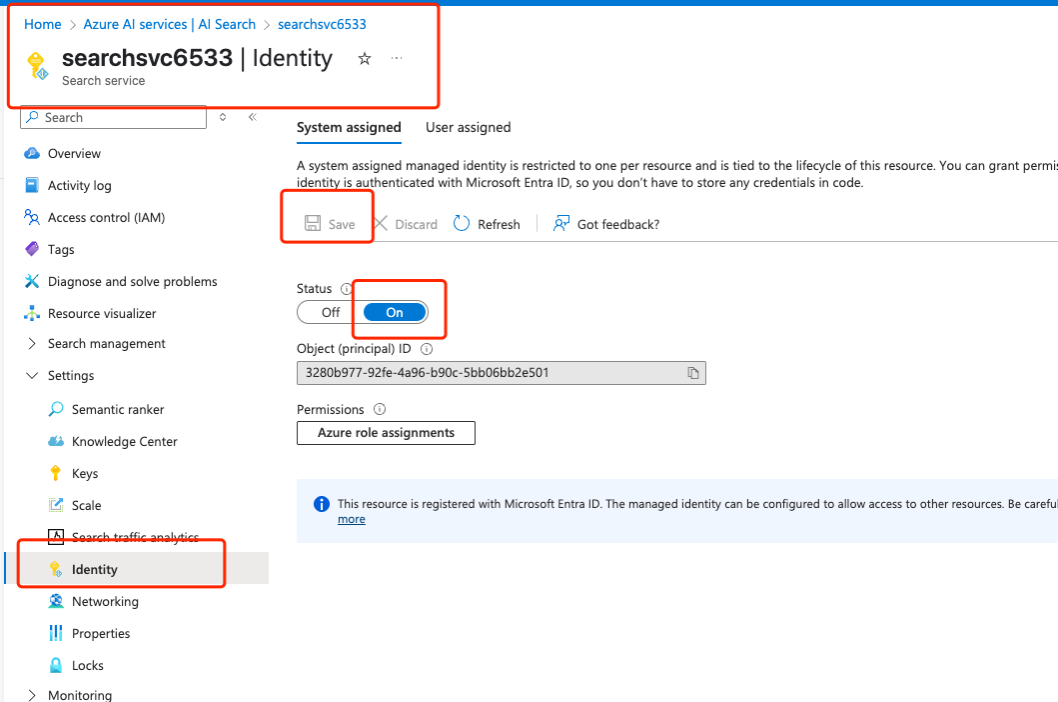 Home > Azure AI services | AI Search > searchsvc6533
searchsvc6533 | Identity
Search service
Search
Overview
Activity log
Access control (IAM)
Tags
Diagnose and solve problems
Resource visualizer
Search management
Settings
Semantic ranker
Knowledge Center
Keys
Scale
Search traffic analytics
Identity
Networking
Properties
Locks
Monitoring
System assigned User assigned
A system assigned managed identity is restricted to one per resource and is tied to the lifecycle of this resource. You can grant permis
identity is authenticated with Microsoft Entra ID, so you don't have to store any credentials in code.
Save Discard Refresh Got feedback?
Status
Off On
Object (principal) ID
3280b977-92fe-4a96-b90c-5bb06bb2e501
Permissions
Azure role assignments
This resource is registered with Microsoft Entra ID. The managed identity can be configured to allow access to other resources. Be careful
more